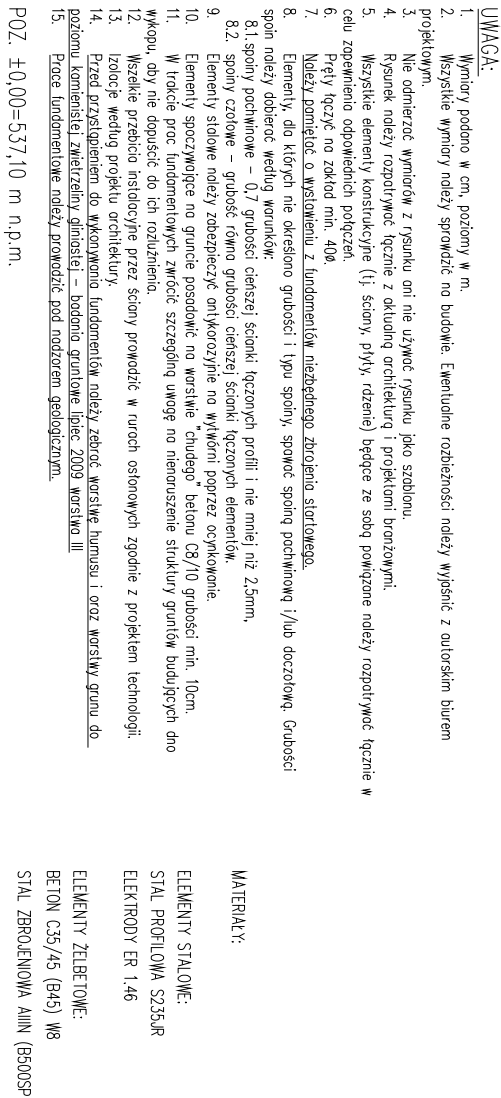 UWAGA:
1. Wymiary podano w cm, poziomy w m.
2. Wszystkie wymiary należy sprawdzić na budowie. Ewentualne rozbieżności należy wyjaśnić z autorskim biurem
projektowym.
3. Nie odmierzać wymiarów z rysunku ani nie używać rysunku jako szablonu.
4. Rysunek należy rozpatrywać łącznie z aktualną architekturą i projektami branżowymi.
5. Wszystkie elementy konstrukcyjne (tj. ściany, płyty, rdzenie) będące ze sobą powiązane należy rozpatrywać łącznie w
celu zapewnienia odpowiednich połączeń.
6. Pręty łączyć na zakład min. 40Ø.
7. Należy pamiętać o wystawieniu z fundamentów niezbędnego zbrojenia startowego.
8. Elementy, dla których nie określono grubości i typu spoiny, spawać spoiną pachwinową i/lub doczołową. Grubości
spoin należy dobierać według warunków:
8.1. spoiny pachwinowe – 0,7 grubości cieńszej ścianki łączonych profili i nie mniej niż 2,5mm,
8.2. spoiny czołowe – grubość równa grubości cieńszej ścianki łączonych elementów.
9. Elementy stalowe należy zabezpieczyć antykorozyjnie na wytwórni poprzez ocynkowanie.
10. Elementy spoczywające na gruncie posadowić na warstwie "chudego" betonu C8/10 grubości min. 10cm.
11. W trakcie prac fundamentowych zwrócić szczególną uwagę na nienaruszenie struktury gruntów budujących dno
wykopu, aby nie dopuścić do ich rozluźnienia.
12. Wszelkie przebicia instalacyjne przez ściany prowadzić w rurach osłonowych zgodnie z projektem technologii.
13. Izolacje według projektu architektury.
14. Przed przystąpieniem do wykonywania fundamentów należy zebrać warstwę humusu i oraz warstwy grunu do
poziomu kamienistej zwietrzeliny gliniastej – badania gruntowe lipiec 2009 warstwa III
15. Prace fundamentowe należy prowadzić pod nadzorem geologicznym.
POZ. ±0,00=537,10 m n.p.m.
MATERIAŁY:
ELEMENTY STALOWE:
STAL PROFILOWA S235JR
ELEKTRODY ER 1.46
ELEMENTY ŻELBETOWE:
BETON C35/45 (B45) W8
STAL ZBROJENIOWA AIIIN (B500SP